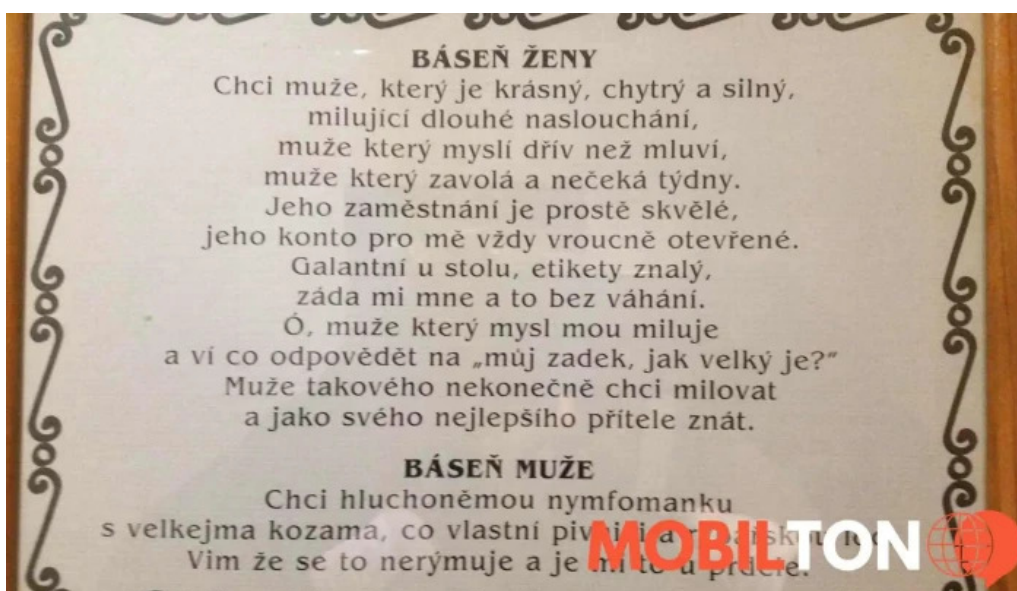 BÁSEŇ ŽENY
Chci muže, který je krásný, chytrý a silný,
milující dlouhé naslouchání,
muže který myslí dřív než mluví,
muže který zavolá a nečeká týdny.
Jeho zaměstnání je prostě skvělé,
jeho konto pro mě vždy vroucně otevřené.
Galantní u stolu, etikety znalý,
záda mi mne a to bez váhání.
Ó, muže který mysl mou miluje
a ví co odpovědět na „můj zadek, jak velký je?"
Muže takového nekonečně chci milovat
a jako svého nejlepšího přítele znát.
BÁSEŇ MUŽE
Chci hluchoněmou nymfomanku
s velkejma kozama, co vlastní
Vim že se to nerýmuje a je mi to u prdele.
MOBILTON